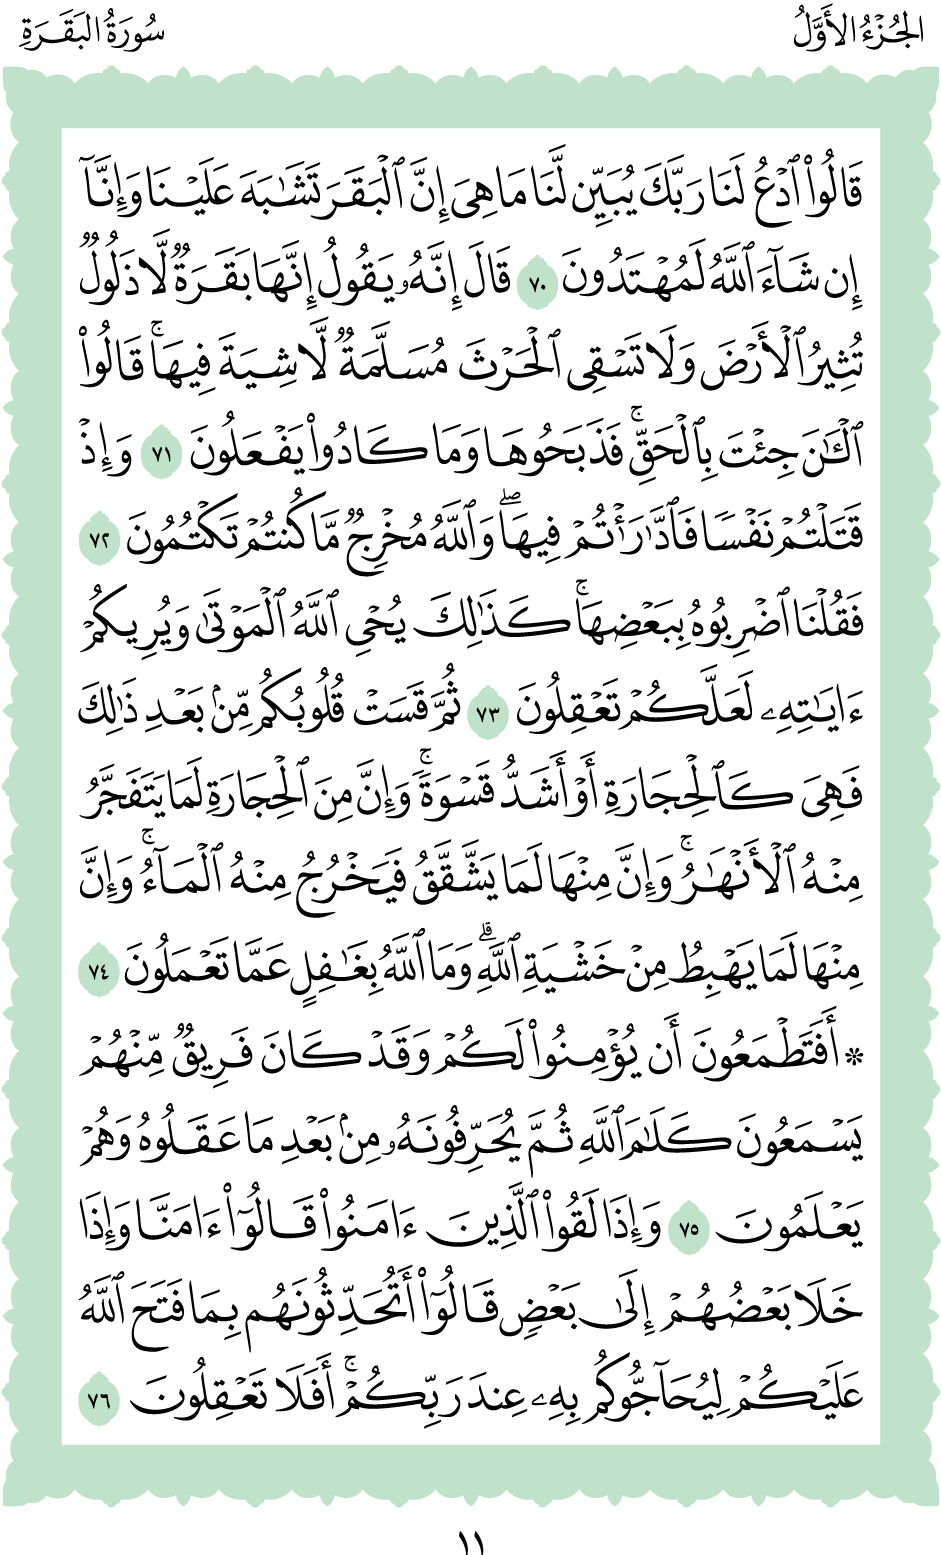 الجُزْءُ الأَوَّلُ
سُورَةُ البَقَرَةِ
قَالُوا۟ ٱدْعُ لَنَا رَبَّكَ يُبَيِّن لَّنَا مَا هِىَ إِنَّ ٱلْبَقَرَ تَشَـٰبَهَ عَلَيْنَا وَإِنَّآ
إِن شَآءَ ٱللَّهُ لَمُهْتَدُونَ ٧٠ قَالَ إِنَّهُۥ يَقُولُ إِنَّهَا بَقَرَةٌ لَّا ذَلُولٌ
تُثِيرُ ٱلْأَرْضَ وَلَا تَسْقِى ٱلْحَرْثَ مُسَلَّمَةٌ لَّا شِيَةَ فِيهَا ۚ قَالُوا۟
ٱلْـَٔـٰنَ جِئْتَ بِٱلْحَقِّ ۚ فَذَبَحُوهَا وَمَا كَادُوا۟ يَفْعَلُونَ ٧١ وَإِذْ
قَتَلْتُمْ نَفْسًا فَٱدَّٰرَْٰٔتُمْ فِيهَا ۖ وَٱللَّهُ مُخْرِجٌ مَّا كُنتُمْ تَكْتُمُونَ ٧٢
فَقُلْنَا ٱضْرِبُوهُ بِبَعْضِهَا ۚ كَذَٰلِكَ يُحْىِ ٱللَّهُ ٱلْمَوْتَىٰ وَيُرِيكُمْ
ءَايَـٰتِهِۦ لَعَلَّكُمْ تَعْقِلُونَ ٧٣ ثُمَّ قَسَتْ قُلُوبُكُم مِّنۢ بَعْدِ ذَٰلِكَ
فَهِىَ كَٱلْحِجَارَةِ أَوْ أَشَدُّ قَسْوَةً ۚ وَإِنَّ مِنَ ٱلْحِجَارَةِ لَمَا يَتَفَجَّرُ
مِنْهُ ٱلْأَنْهَـٰرُ ۚ وَإِنَّ مِنْهَا لَمَا يَشَّقَّقُ فَيَخْرُجُ مِنْهُ ٱلْمَآءُ ۚ وَإِنَّ
مِنْهَا لَمَا يَهْبِطُ مِنْ خَشْيَةِ ٱللَّهِ ۗ وَمَا ٱللَّهُ بِغَـٰفِلٍ عَمَّا تَعْمَلُونَ ٧٤
* أَفَتَطْمَعُونَ أَن يُؤْمِنُوا۟ لَكُمْ وَقَدْ كَانَ فَرِيقٌ مِّنْهُمْ
يَسْمَعُونَ كَلَـٰمَ ٱللَّهِ ثُمَّ يُحَرِّفُونَهُۥ مِنۢ بَعْدِ مَا عَقَلُوهُ وَهُمْ
يَعْلَمُونَ ٧٥ وَإِذَا لَقُوا۟ ٱلَّذِينَ ءَامَنُوا۟ قَالُوٓا۟ ءَامَنَّا وَإِذَا
خَلَا بَعْضُهُمْ إِلَىٰ بَعْضٍ قَالُوٓا۟ أَتُحَدِّثُونَهُم بِمَا فَتَحَ ٱللَّهُ
عَلَيْكُمْ لِيُحَآجُّوكُم بِهِۦ عِندَ رَبِّكُمْ ۚ أَفَلَا تَعْقِلُونَ ٧٦
١١